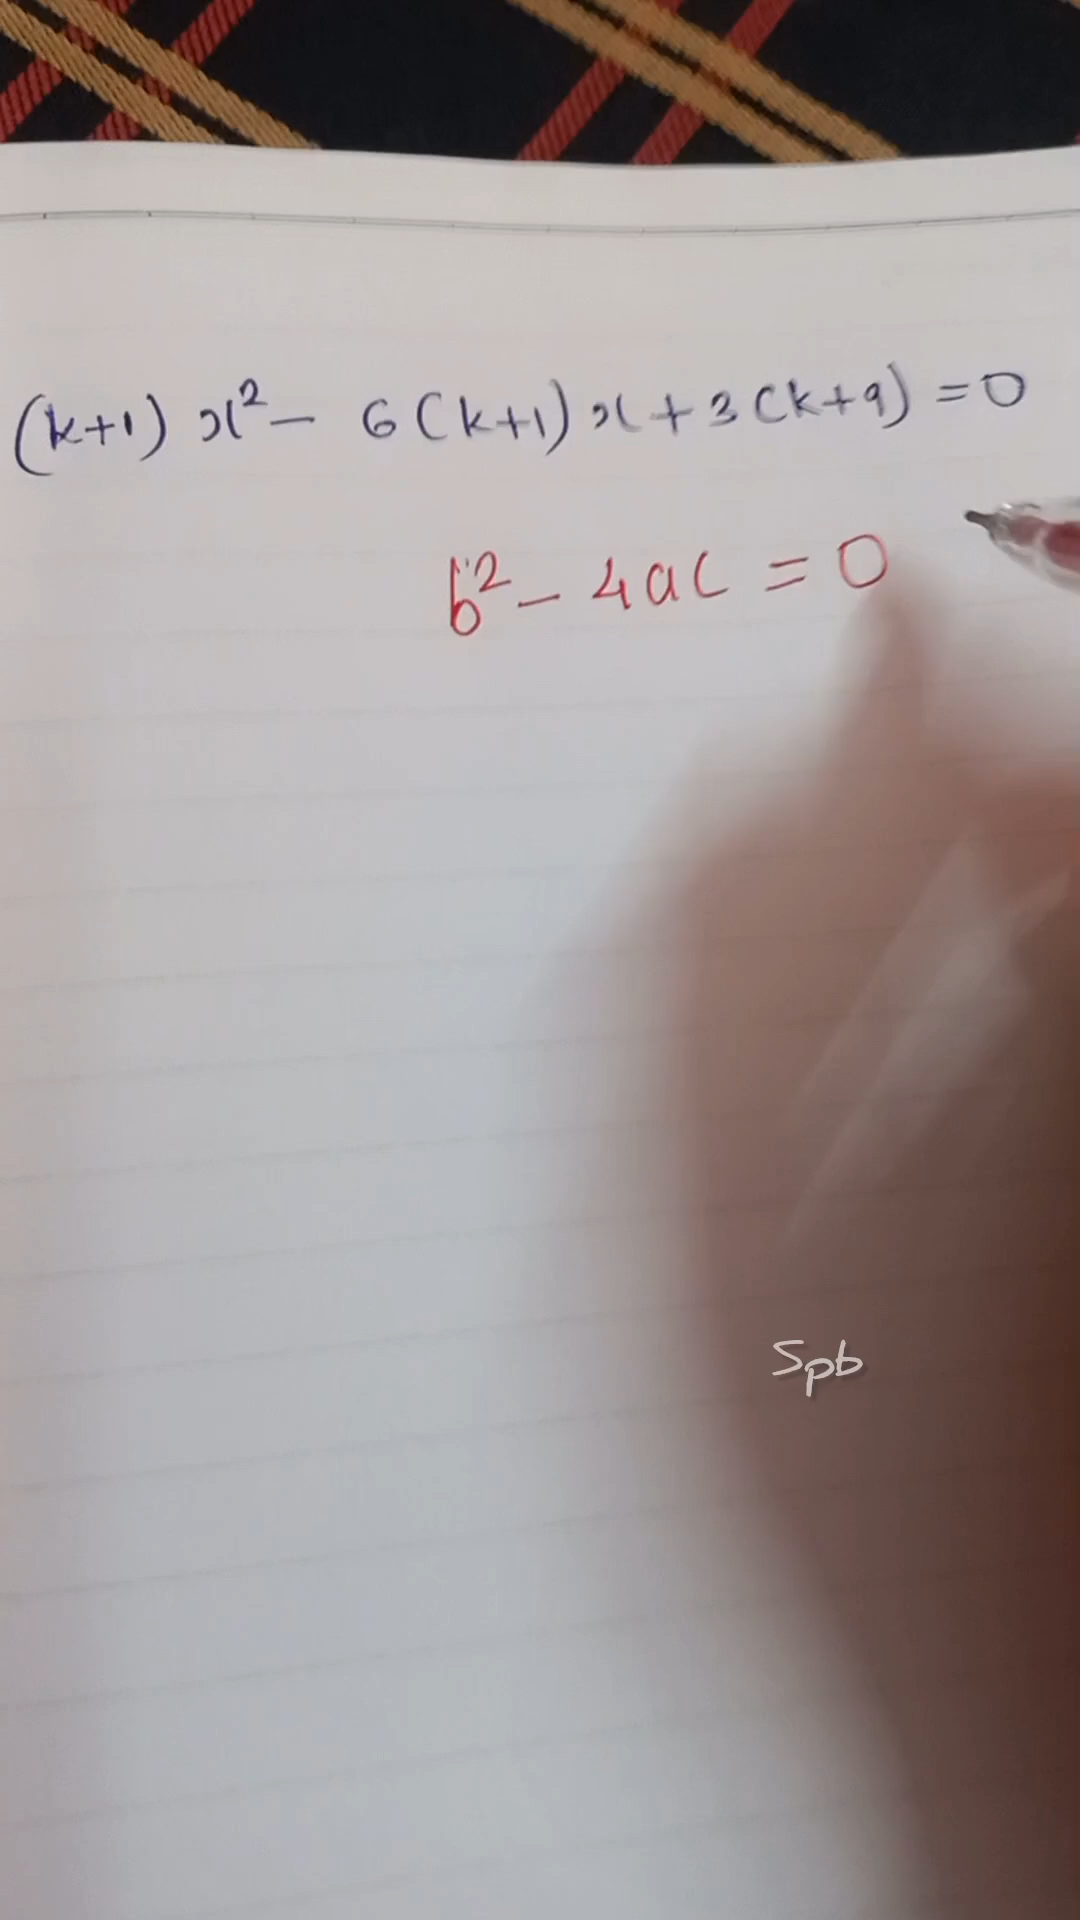 (k+1) x² - 6(k+1)x + 3(k+9) = 0
b² - 4ac = 0
Spb